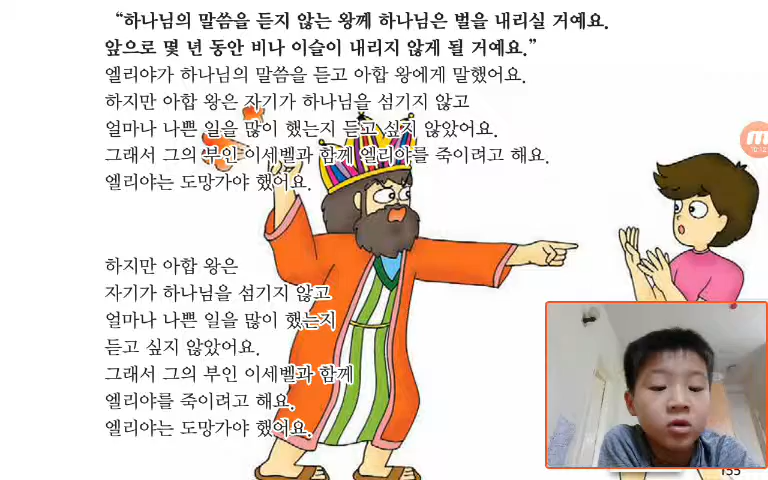 “하나님의 말씀을 듣지 않는 왕께 하나님은 벌을 내리실 거예요.
앞으로 몇 년 동안 비나 이슬이 내리지 않게 될 거예요.”
엘리야가 하나님의 말씀을 듣고 아합 왕에게 말했어요.
하지만 아합 왕은 자기가 하나님을 섬기지 않고
얼마나 나쁜 일을 많이 했는지 듣고 싶지 않았어요.
그래서 그의 부인 이세벨과 함께 엘리야를 죽이려고 해요.
엘리야는 도망가야 했어요.
하지만 아합 왕은
자기가 하나님을 섬기지 않고
얼마나 나쁜 일을 많이 했는지
듣고 싶지 않았어요.
그래서 그의 부인 이세벨과 함께
엘리야를 죽이려고 해요.
엘리야는 도망가야 했어요.